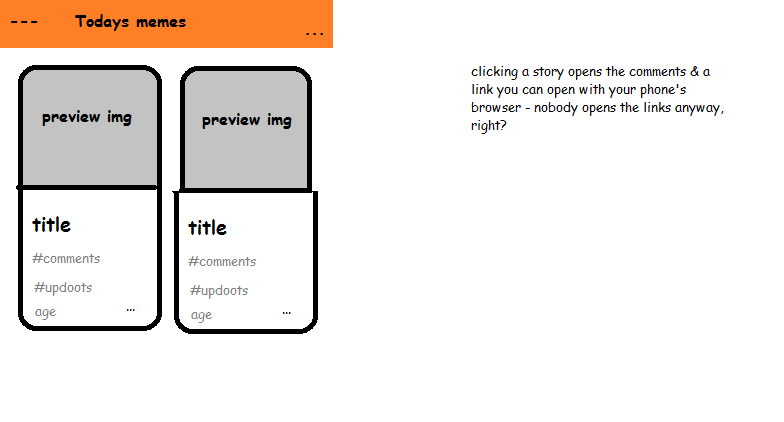 --- Todays memes
...
preview img
title
#comments
#updoots
age ...
preview img
title
#comments
#updoots
age ...
clicking a story opens the comments & a
link you can open with your phone's
browser - nobody opens the links anyway,
right?